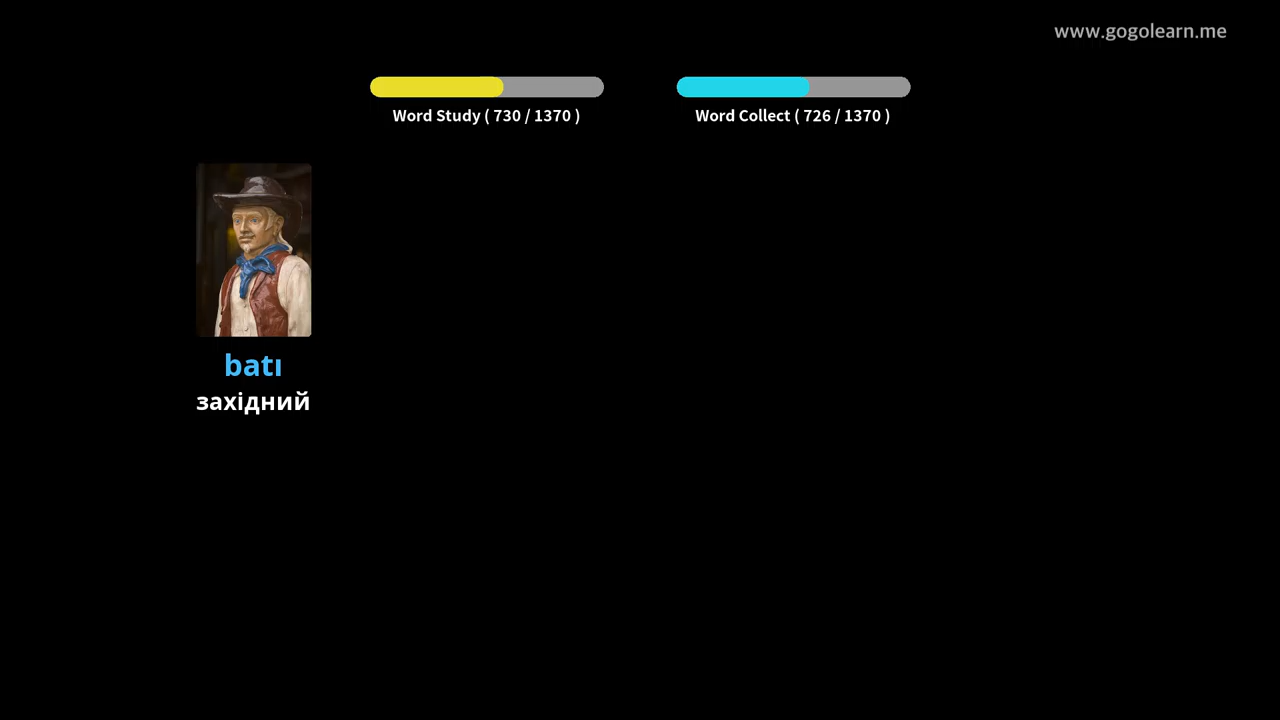 www.gogolearn.me
Word Study ( 730 / 1370 )
Word Collect ( 726 / 1370 )
batı
західний